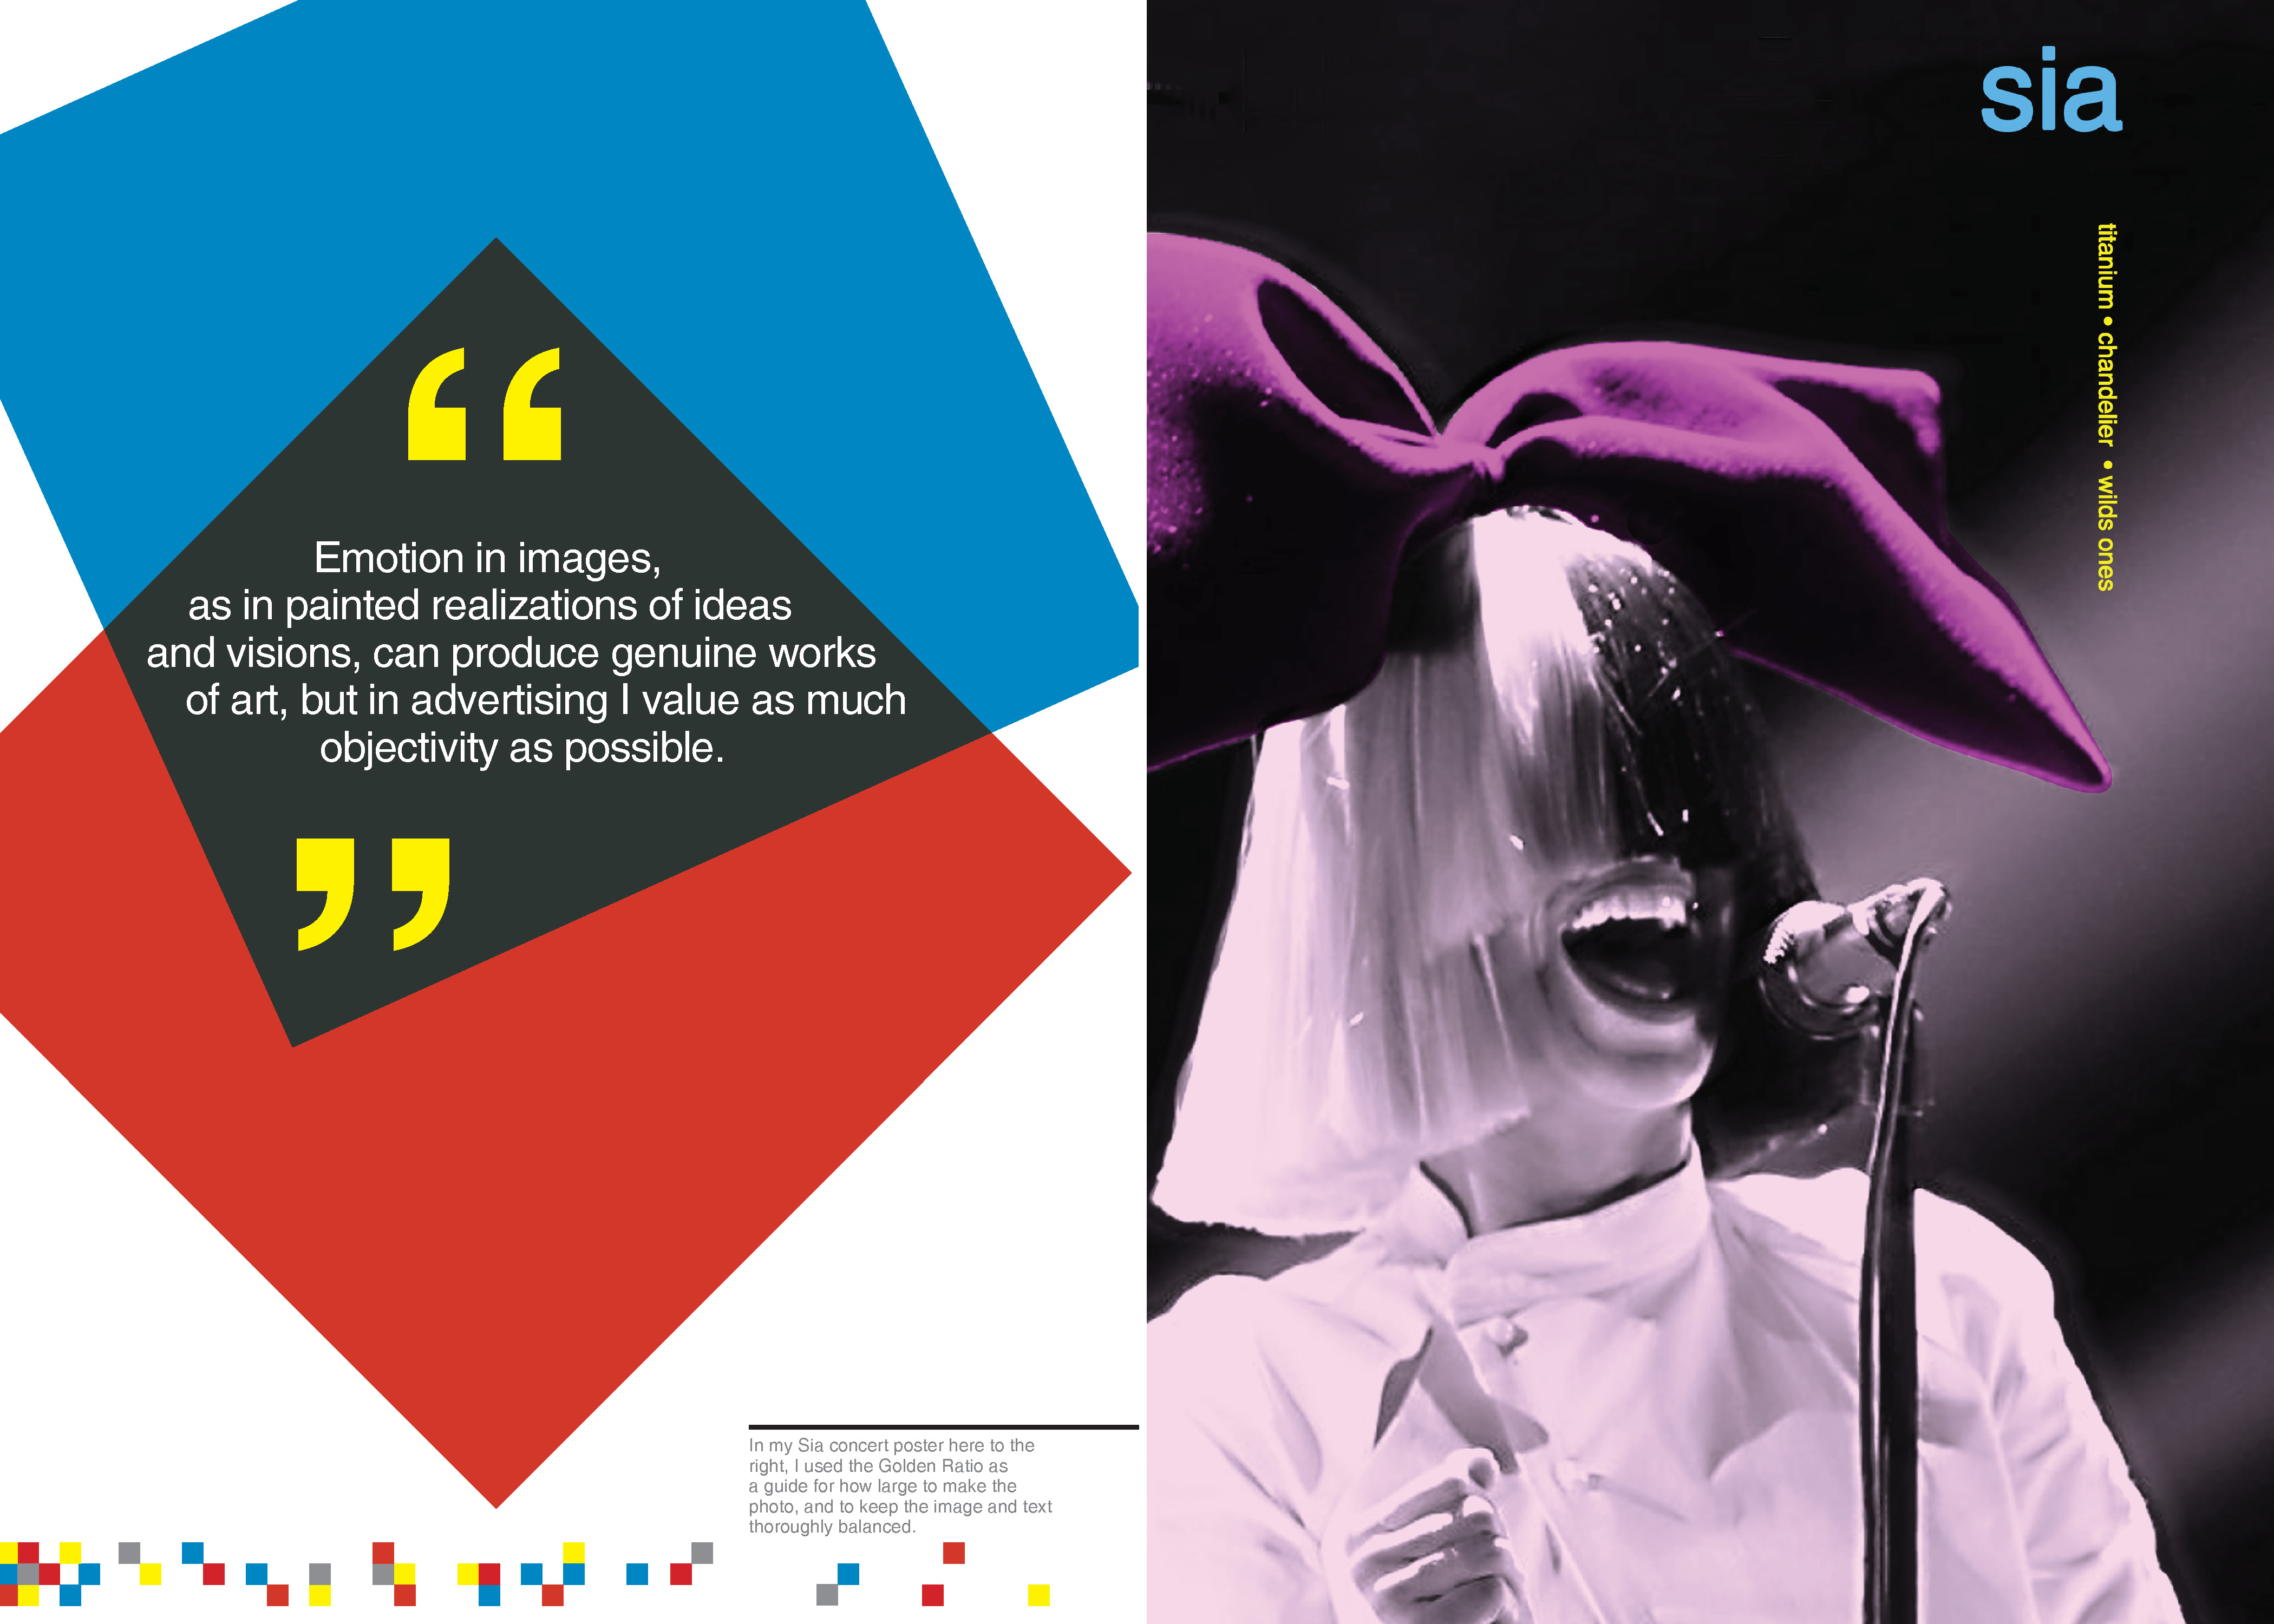 “
Emotion in images,
as in painted realizations of ideas
and visions, can produce genuine works
of art, but in advertising I value as much
objectivity as possible.
”
In my Sia concert poster here to the
right, I used the Golden Ratio as
a guide for how large to make the
photo, and to keep the image and text
thoroughly balanced.
sia
titanium • chandelier • wilds ones